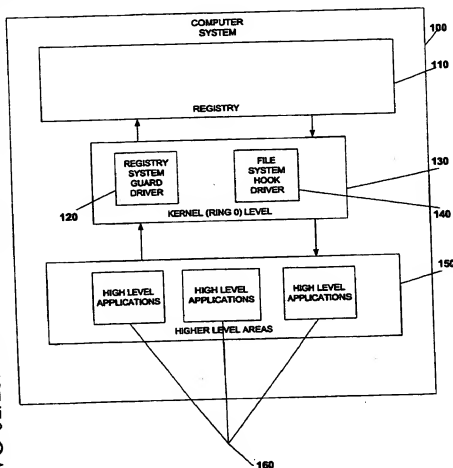 COMPUTER
SYSTEM
100
110
REGISTRY
REGISTRY
SYSTEM
GUARD
DRIVER
FILE
SYSTEM
HOOK
DRIVER
130
120
140
KERNEL (RING 0) LEVEL
150
HIGH LEVEL
APPLICATIONS
HIGH LEVEL
APPLICATIONS
HIGH LEVEL
APPLICATIONS
HIGHER LEVEL AREAS
160